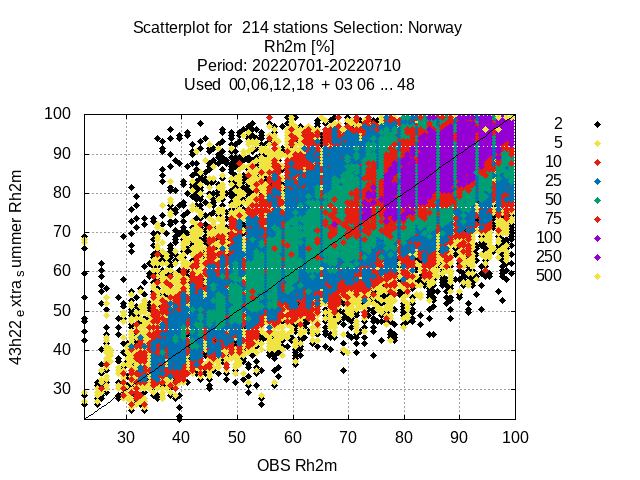 Scatterplot for 214 stations Selection: Norway
Rh2m [%]
Period: 20220701-20220710
Used 00,06,12,18 + 03 06 ... 48
100
90
80
70
60
50
40
30
43h22 e xtra s ummer Rh2m
30 40 50 60 70 80 90 100
OBS Rh2m
2
5
10
25
50
75
100
250
500